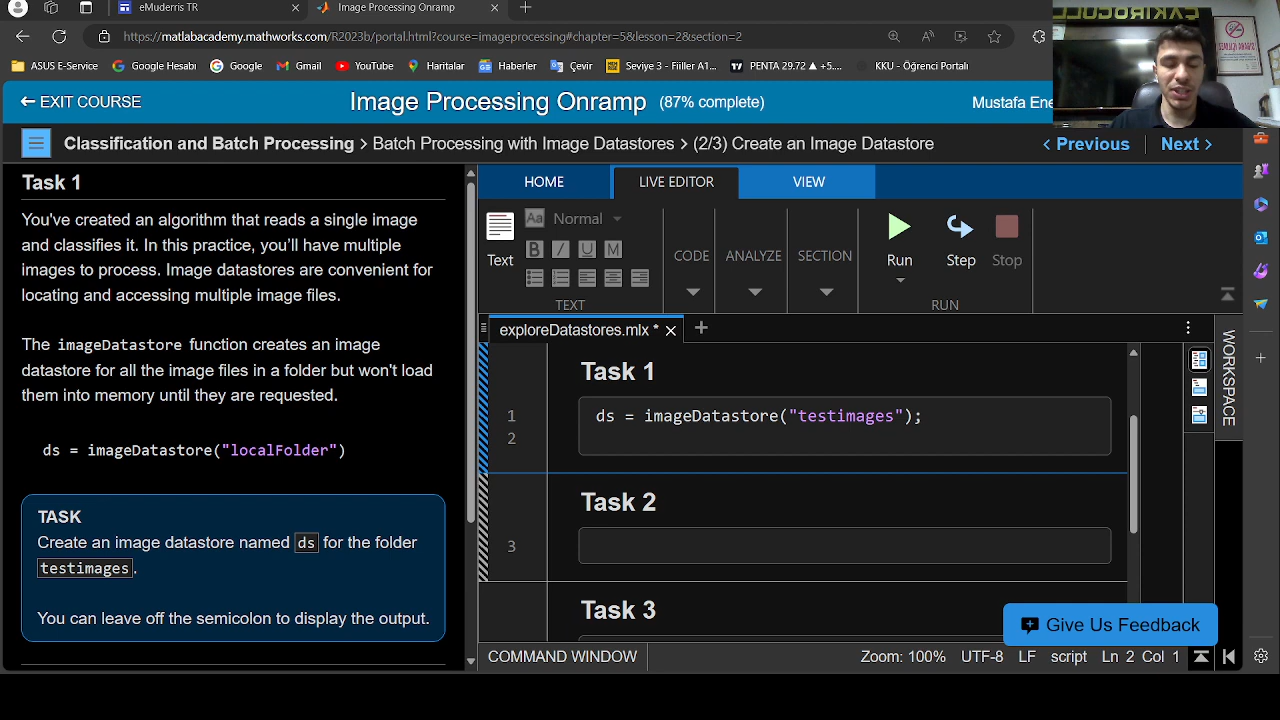 eMuderris TR
Image Processing Onramp
https://matlabacademy.mathworks.com/R2023b/portal.html?course=imageprocessing#chapter=5&lesson=2&section=2
ASUS E-Service
Google Hesabı
Google
Gmail
YouTube
Haritalar
Haberler
Çevir
Seviye 3 - Fiiler A1...
PENTA 29.72 ▲ +5....
KKU - Öğrenci Portalı
← EXIT COURSE
Image Processing Onramp (87% complete)
Mustafa Ene
Classification and Batch Processing > Batch Processing with Image Datastores > (2/3) Create an Image Datastore
< Previous
Next >
Task 1
You've created an algorithm that reads a single image
and classifies it. In this practice, you'll have multiple
images to process. Image datastores are convenient for
locating and accessing multiple image files.
The imageDatastore function creates an image
datastore for all the image files in a folder but won't load
them into memory until they are requested.
ds = imageDatastore("localFolder")
TASK
Create an image datastore named ds for the folder
testimages.
You can leave off the semicolon to display the output.
HOME
LIVE EDITOR
VIEW
Text
Aa Normal
B I U M
TEXT
CODE
ANALYZE
SECTION
Run
Step
Stop
RUN
exploreDatastores.mlx *
WORKSPACE
Task 1
1 ds = imageDatastore("testimages");
2
Task 2
3
Task 3
Give Us Feedback
COMMAND WINDOW
Zoom: 100% UTF-8 LF script Ln 2 Col 1